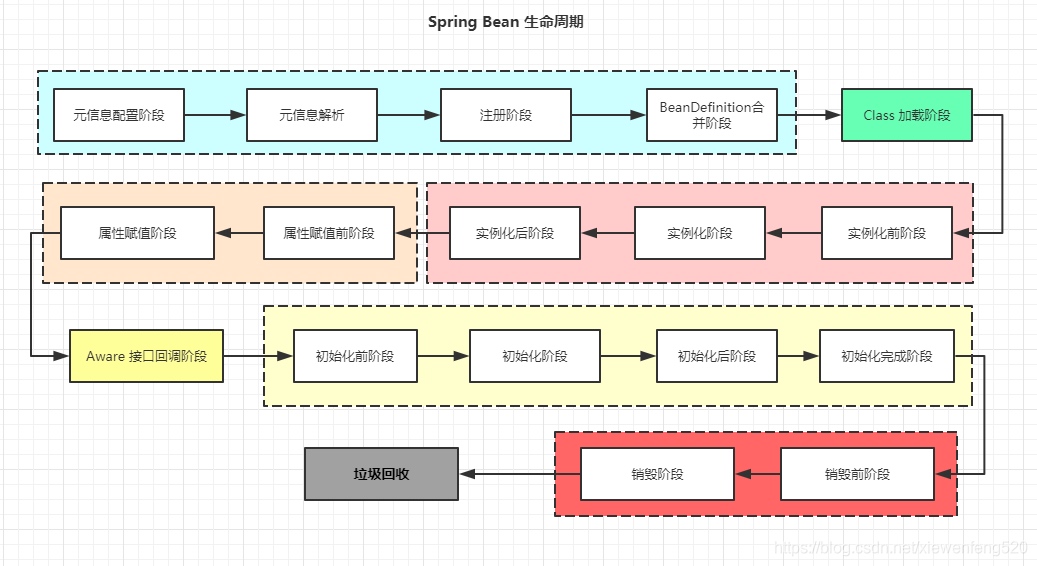 Spring Bean 生命周期
元信息配置阶段
元信息解析
注册阶段
BeanDefinition合
并阶段
Class 加载阶段
实例化前阶段
实例化阶段
实例化后阶段
属性赋值前阶段
属性赋值阶段
Aware 接口回调阶段
初始化前阶段
初始化阶段
初始化后阶段
初始化完成阶段
销毁前阶段
销毁阶段
垃圾回收
https://blog.csdn.net/xiewenfeng520